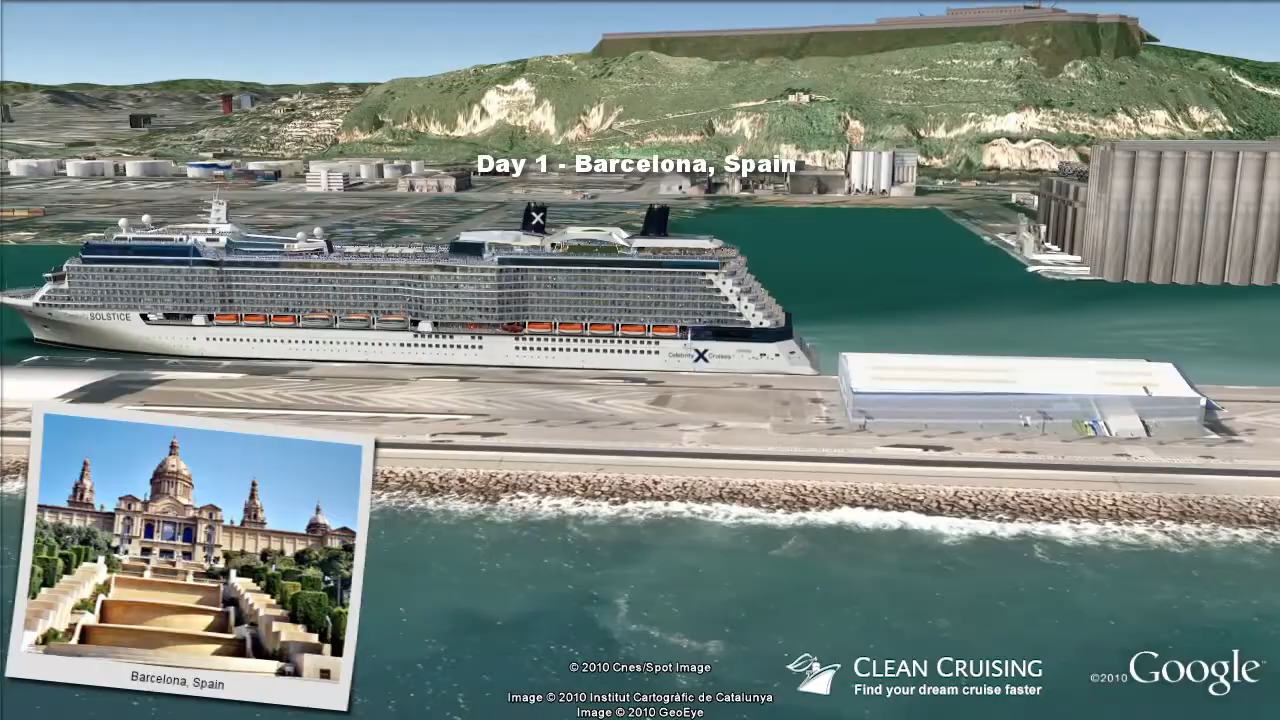 Day 1 - Barcelona, Spain
X
SOLSTICE
Celebrity X Cruises
Barcelona, Spain
© 2010 Cnes/Spot Image
Image © 2010 Institut Cartogràfic de Catalunya
Image © 2010 GeoEye
CLEAN CRUISING
Find your dream cruise faster
©2010 Google